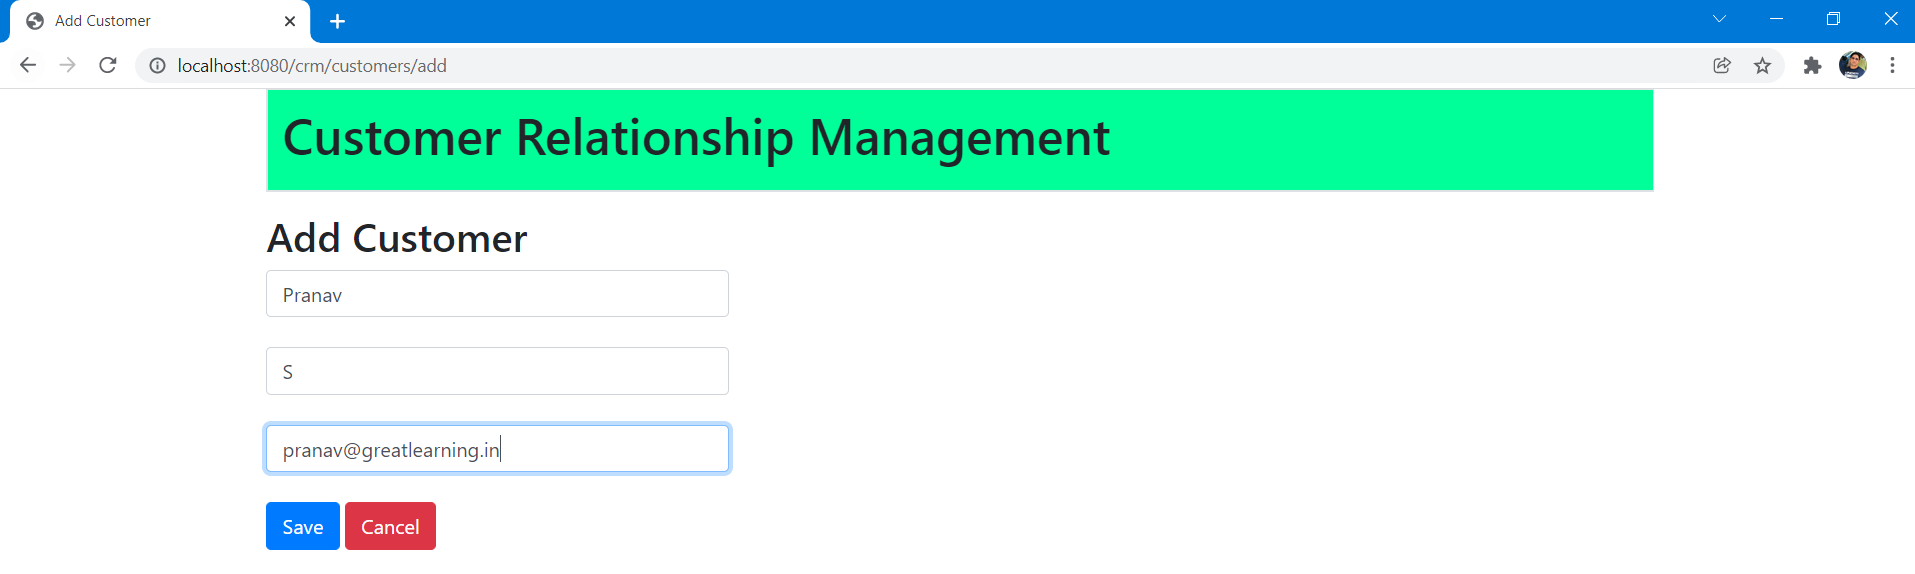 Add Customer
localhost:8080/crm/customers/add
Customer Relationship Management
Add Customer
Pranav
S
pranav@greatlearning.in
Save Cancel